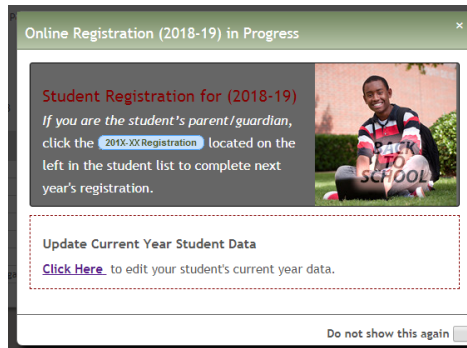 Online Registration (2018-19) in Progress
×
Student Registration for (2018-19)
If you are the student's parent/guardian,
click the 201X-XX Registration located on the
left in the student list to complete next
year's registration.
BACK
TO
SCHOOL
Update Current Year Student Data
Click Here to edit your student's current year data.
Do not show this again